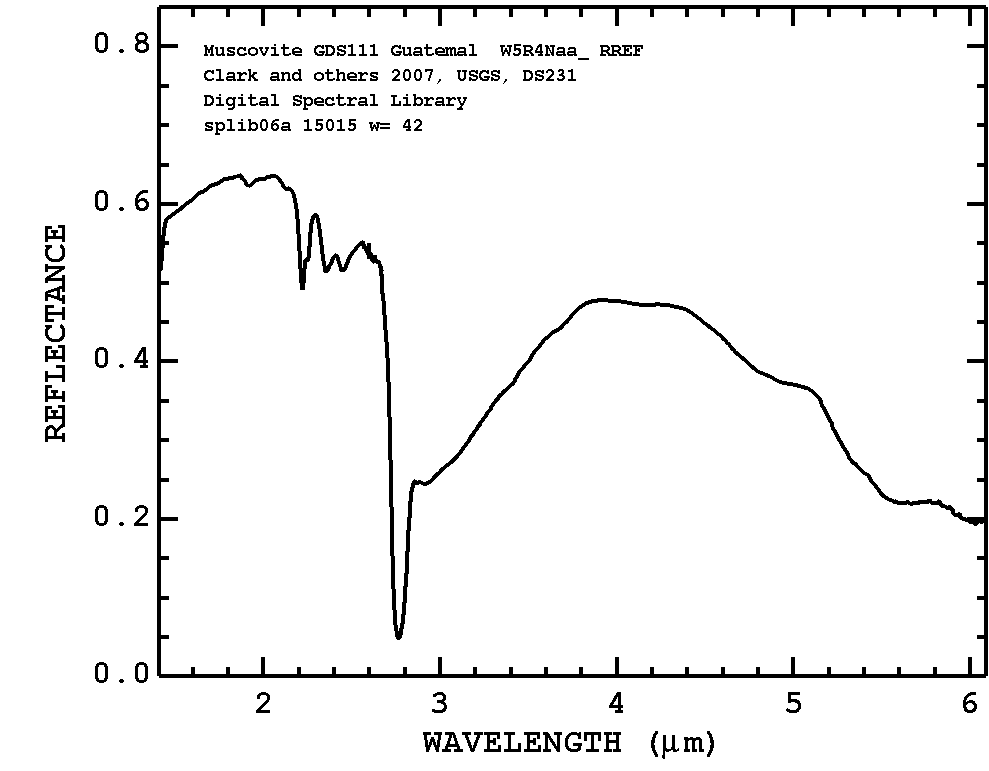 Muscovite GDS111 Guatemal  W5R4Naa_ RREF
Clark and others 2007, USGS, DS231
Digital Spectral Library
splib06a 15015 w= 42
0.8
0.6
0.4
0.2
0.0
REFLECTANCE
2 3 4 5 6
WAVELENGTH (μm)